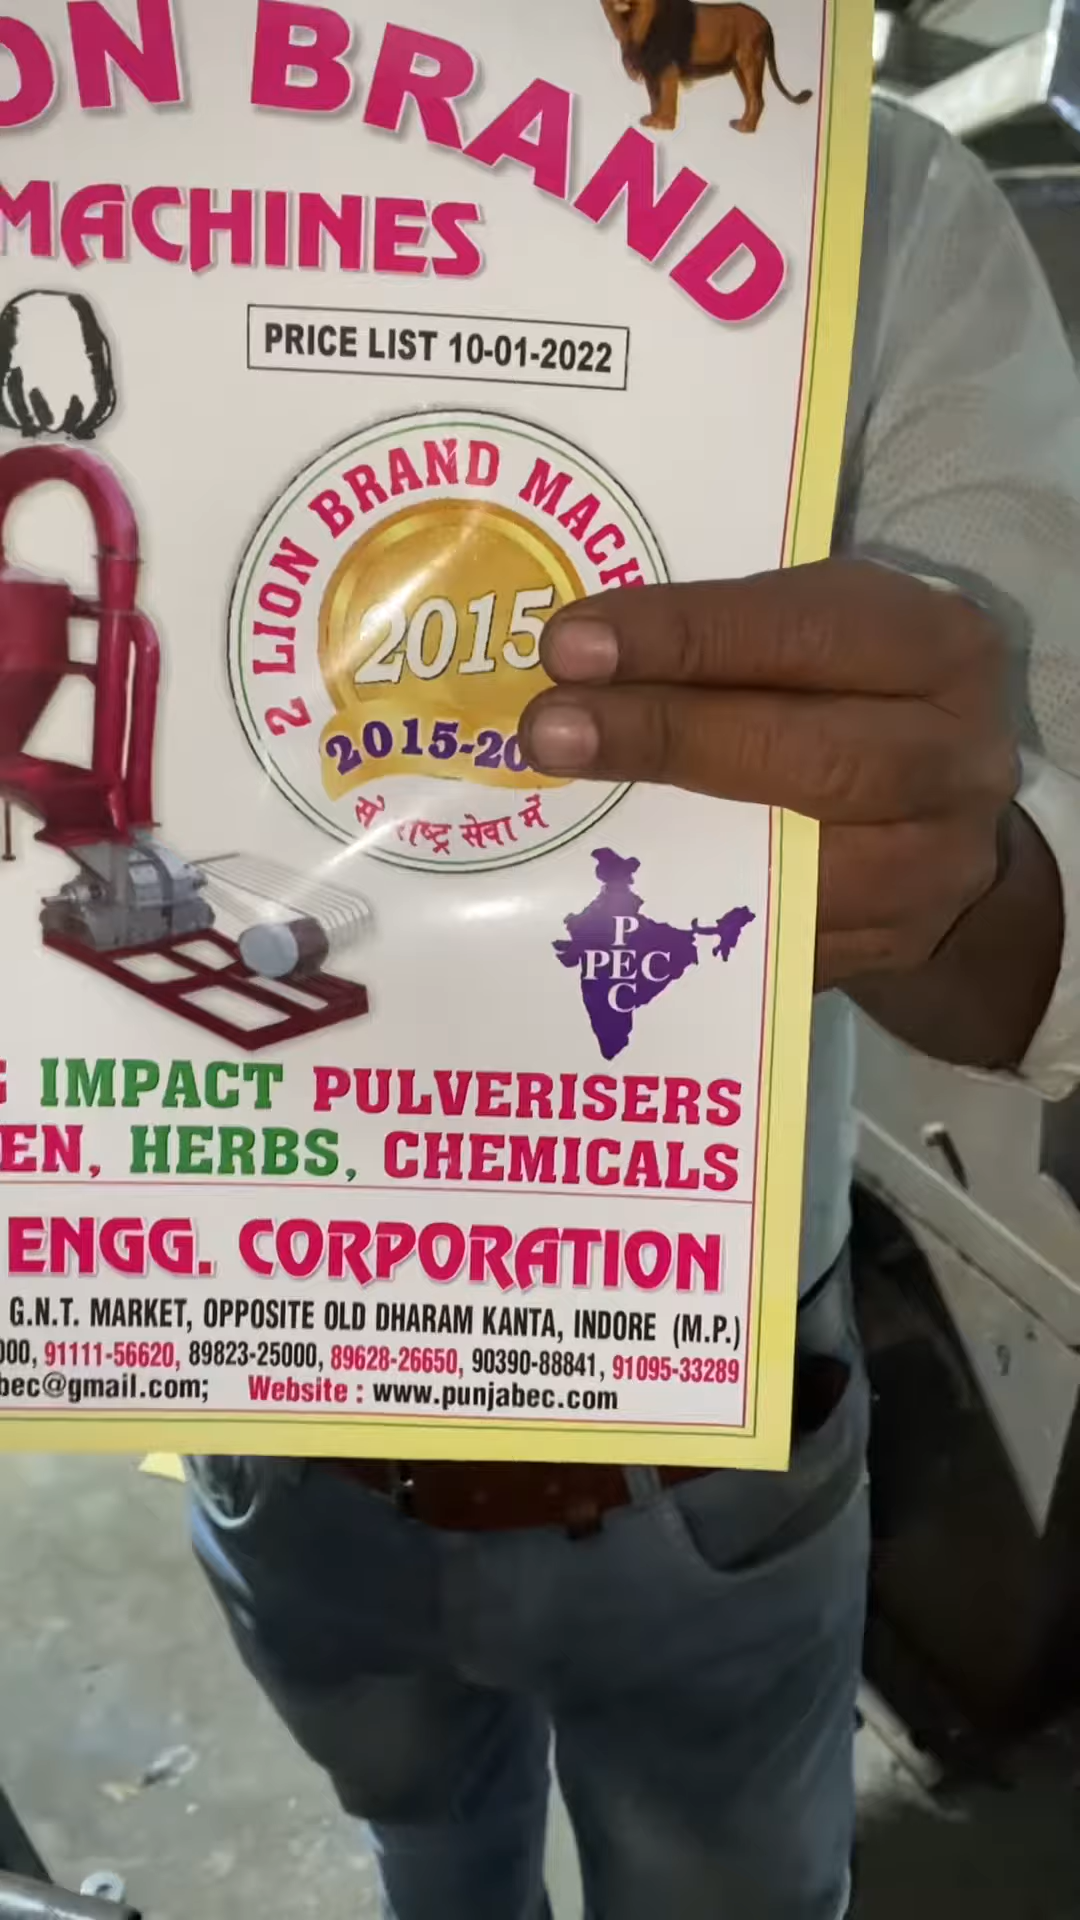 ON BRAND
MACHINES
PRICE LIST 10-01-2022
2 LION BRAND MACH
2015
2015-20
से राष्ट्र सेवा में
P
PEC
C
IMPACT PULVERISERS
EN, HERBS, CHEMICALS
ENGG. CORPORATION
G.N.T. MARKET, OPPOSITE OLD DHARAM KANTA, INDORE (M.P.)
000, 91111-56620, 89823-25000, 89628-26650, 90390-88841, 91095-33289
bec@gmail.com; Website : www.punjabec.com